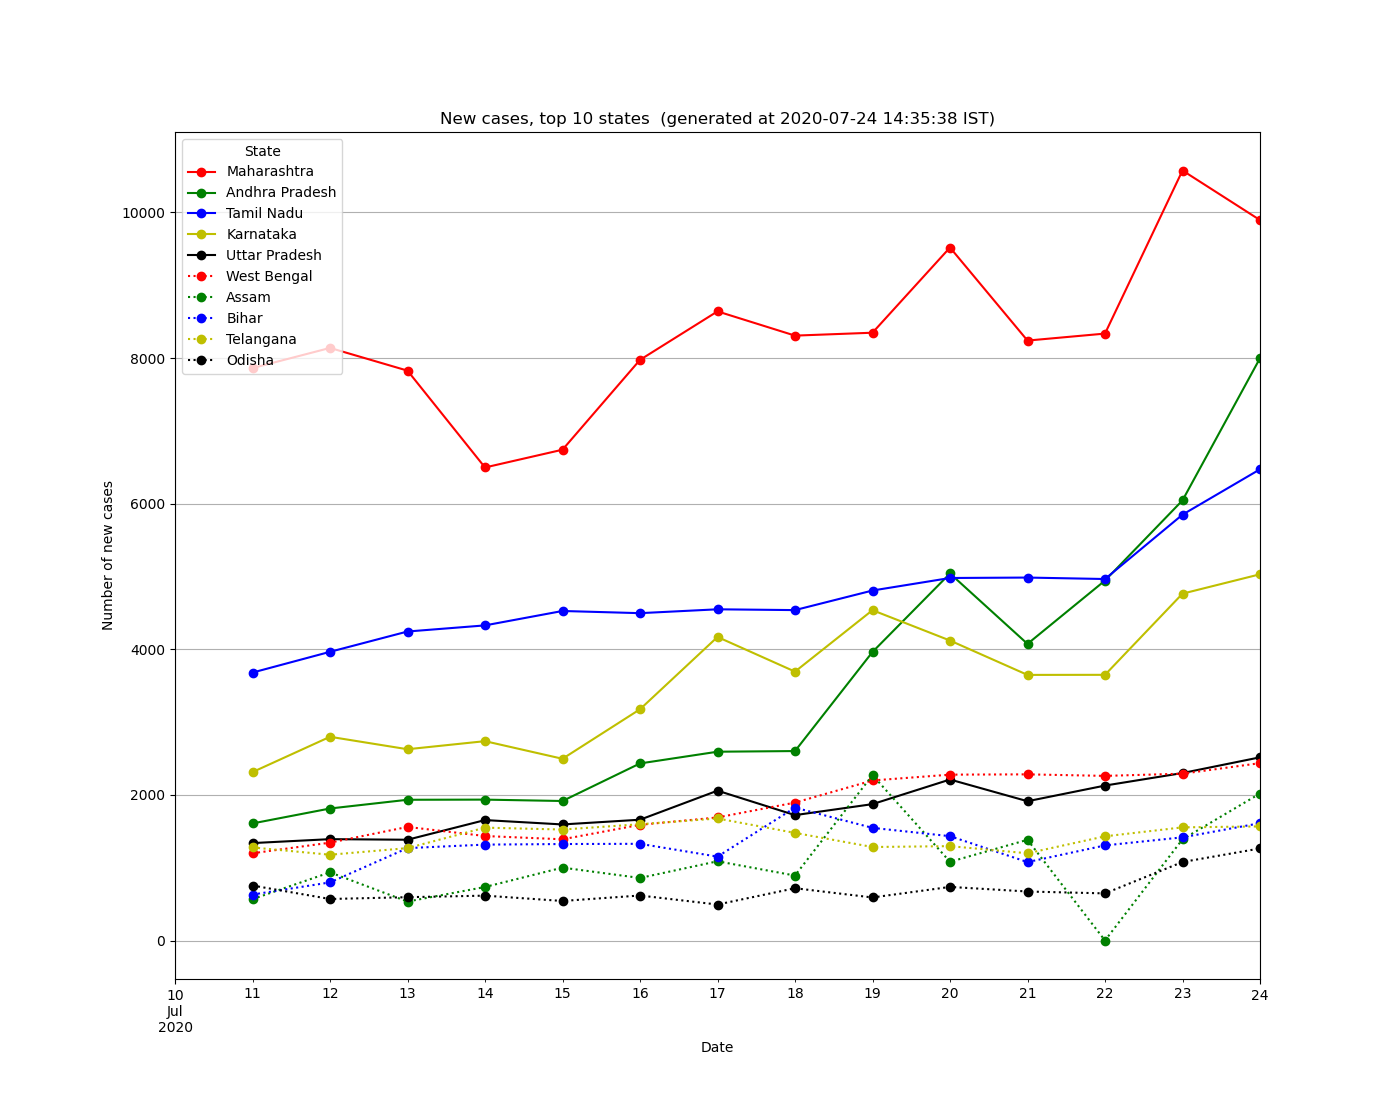 New cases, top 10 states  (generated at 2020-07-24 14:35:38 IST)
State
Maharashtra
Andhra Pradesh
Tamil Nadu
Karnataka
Uttar Pradesh
West Bengal
Assam
Bihar
Telangana
Odisha
10000
8000
6000
4000
2000
0
Number of new cases
10 11 12 13 14 15 16 17 18 19 20 21 22 23 24
Jul
2020
Date